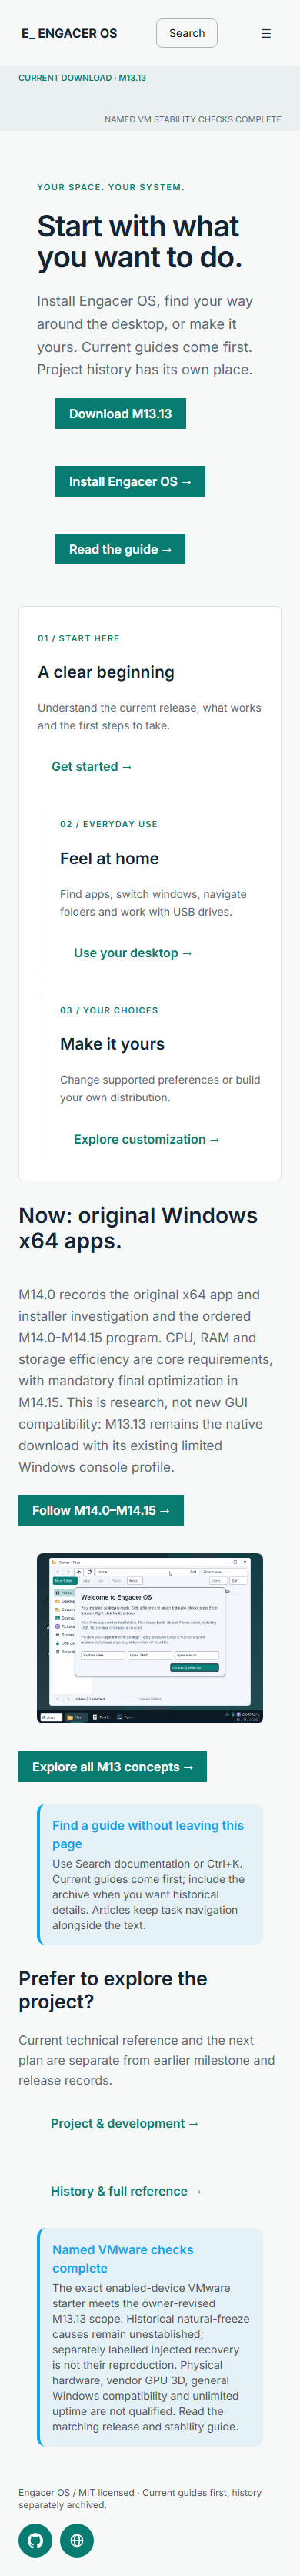 E_ ENGACER OS
Search
CURRENT DOWNLOAD · M13.13
NAMED VM STABILITY CHECKS COMPLETE
YOUR SPACE. YOUR SYSTEM.
Start with what
you want to do.
Install Engacer OS, find your way
around the desktop, or make it
yours. Current guides come first.
Project history has its own place.
Download M13.13
Install Engacer OS →
Read the guide →
01 / START HERE
A clear beginning
Understand the current release, what works
and the first steps to take.
Get started →
02 / EVERYDAY USE
Feel at home
Find apps, switch windows, navigate
folders and work with USB drives.
Use your desktop →
03 / YOUR CHOICES
Make it yours
Change supported preferences or build
your own distribution.
Explore customization →
Now: original Windows
x64 apps.
M14.0 records the original x64 app and
installer investigation and the ordered
M14.0-M14.15 program. CPU, RAM and
storage efficiency are core requirements,
with mandatory final optimization in
M14.15. This is research, not new GUI
compatibility: M13.13 remains the native
download with its existing limited
Windows console profile.
Follow M14.0–M14.15 →
Welcome to Engacer OS
Explore all M13 concepts →
Find a guide without leaving this
page
Use Search documentation or Ctrl+K.
Current guides come first; include the
archive when you want historical
details. Articles keep task navigation
alongside the text.
Prefer to explore the
project?
Current technical reference and the next
plan are separate from earlier milestone and
release records.
Project & development →
History & full reference →
Named VMware checks
complete
The exact enabled-device VMware
starter meets the owner-revised
M13.13 scope. Historical natural-freeze
causes remain unestablished;
separately labelled injected recovery
is not their reproduction. Physical
hardware, vendor GPU 3D, general
Windows compatibility and unlimited
uptime are not qualified. Read the
matching release and stability guide.
Engacer OS / MIT licensed · Current guides first, history
separately archived.